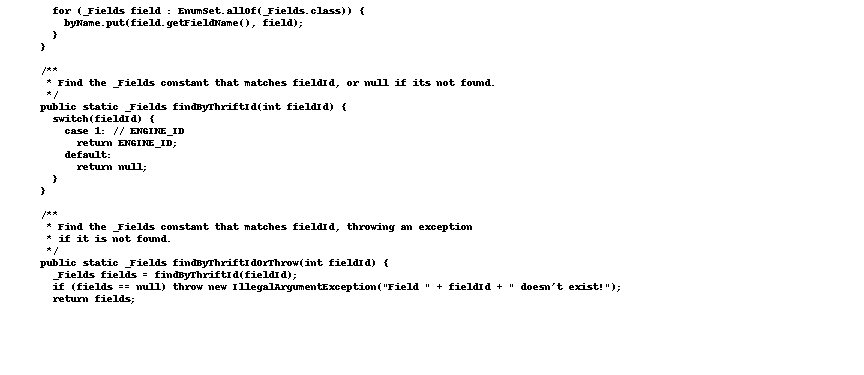 for (_Fields field : EnumSet.allOf(_Fields.class)) {
byName.put(field.getFieldName(), field);
}
}
/**
* Find the _Fields constant that matches fieldId, or null if its not found.
*/
public static _Fields findByThriftId(int fieldId) {
switch(fieldId) {
case 1: // ENGINE_ID
return ENGINE_ID;
default:
return null;
}
}
/**
* Find the _Fields constant that matches fieldId, throwing an exception
* if it is not found.
*/
public static _Fields findByThriftIdOrThrow(int fieldId) {
_Fields fields = findByThriftId(fieldId);
if (fields == null) throw new IllegalArgumentException("Field " + fieldId + " doesn't exist!");
return fields;